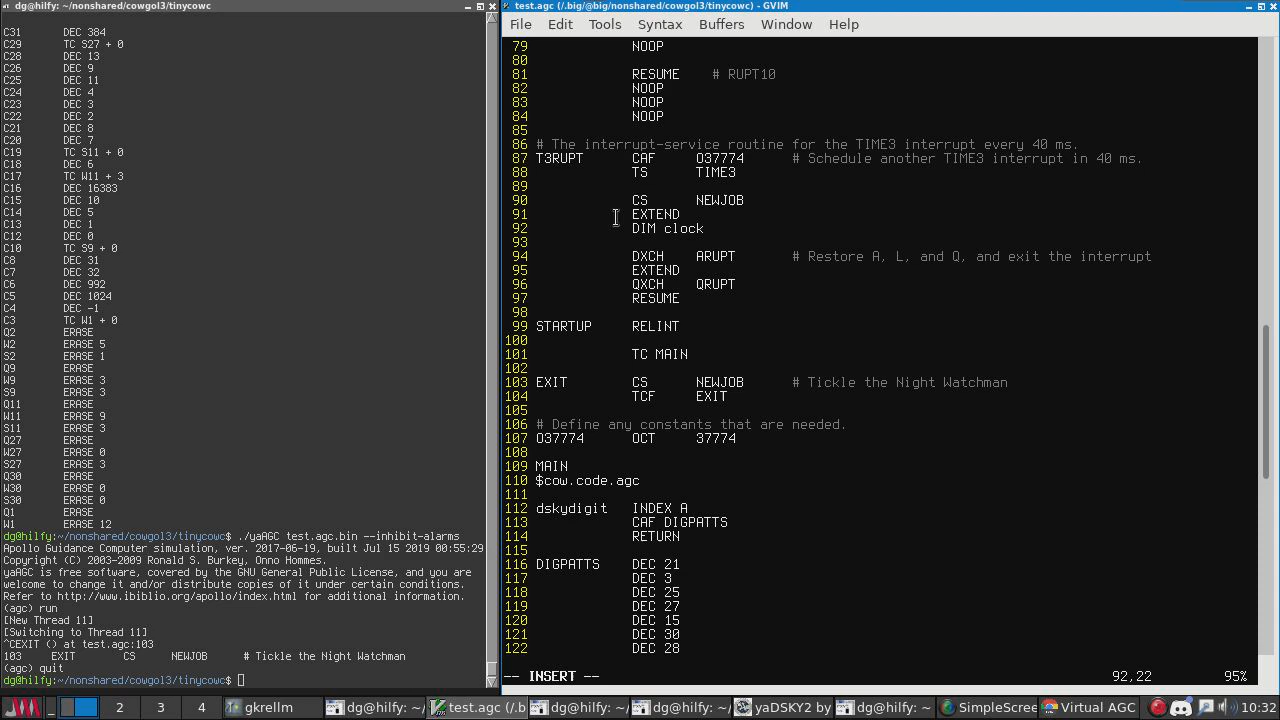 dg@hilfy: ~/nonshared/cowgol3/tinycowc
C31 DEC 384
C29 TC S27 + 0
C28 DEC 13
C26 DEC 9
C25 DEC 11
C24 DEC 4
C23 DEC 3
C22 DEC 2
C21 DEC 8
C20 DEC 7
C19 TC S11 + 0
C18 DEC 6
C17 TC W11 + 3
C16 DEC 16383
C15 DEC 10
C14 DEC 5
C13 DEC 1
C12 DEC 0
C10 TC S9 + 0
C8 DEC 31
C7 DEC 32
C6 DEC 992
C5 DEC 1024
C4 DEC -1
C3 TC W1 + 0
Q2 ERASE
W2 ERASE 5
S2 ERASE 1
Q9 ERASE
W9 ERASE 3
S9 ERASE 3
Q11 ERASE
W11 ERASE 9
S11 ERASE 3
Q27 ERASE
W27 ERASE 0
S27 ERASE 3
Q30 ERASE
W30 ERASE 0
S30 ERASE 0
Q1 ERASE
W1 ERASE 12
dg@hilfy:~/nonshared/cowgol3/tinycowc$ ./yaAGC test.agc.bin --inhibit-alarms
Apollo Guidance Computer simulation, ver. 2017-06-19, built Jul 15 2019 00:55:29
Copyright (C) 2003-2009 Ronald S. Burkey, Onno Hommes.
yaAGC is free software, covered by the GNU General Public License, and you are
welcome to change it and/or distribute copies of it under certain conditions.
Refer to http://www.ibiblio.org/apollo/index.html for additional information.
(agc) run
[New Thread 11]
[Switching to Thread 11]
^CEXIT () at test.agc:103
103 EXIT CS NEWJOB # Tickle the Night Watchman
(agc) quit
dg@hilfy:~/nonshared/cowgol3/tinycowc$
test.agc (/.big/@big/nonshared/cowgol3/tinycowc) - GVIM
File Edit Tools Syntax Buffers Window Help
79 NOOP
80
81 RESUME # RUPT10
82 NOOP
83 NOOP
84 NOOP
85
86 # The interrupt-service routine for the TIME3 interrupt every 40 ms.
87 T3RUPT CAF O37774 # Schedule another TIME3 interrupt in 40 ms.
88 TS TIME3
89
90 CS NEWJOB
91 EXTEND
92 DIM clock
93
94 DXCH ARUPT # Restore A, L, and Q, and exit the interrupt
95 EXTEND
96 QXCH QRUPT
97 RESUME
98
99 STARTUP RELINT
100
101 TC MAIN
102
103 EXIT CS NEWJOB # Tickle the Night Watchman
104 TCF EXIT
105
106 # Define any constants that are needed.
107 O37774 OCT 37774
108
109 MAIN
110 $cow.code.agc
111
112 dskydigit INDEX A
113 CAF DIGPATTS
114 RETURN
115
116 DIGPATTS DEC 21
117 DEC 3
118 DEC 25
119 DEC 27
120 DEC 15
121 DEC 30
122 DEC 28
-- INSERT -- 92,22 95%
2 3 4 gkrellm dg@hilfy: ~ test.agc (/.b dg@hilfy: ~/ dg@hilfy: ~/ yaDSKY2 by dg@hilfy: ~ SimpleScree Virtual AGC 10:32